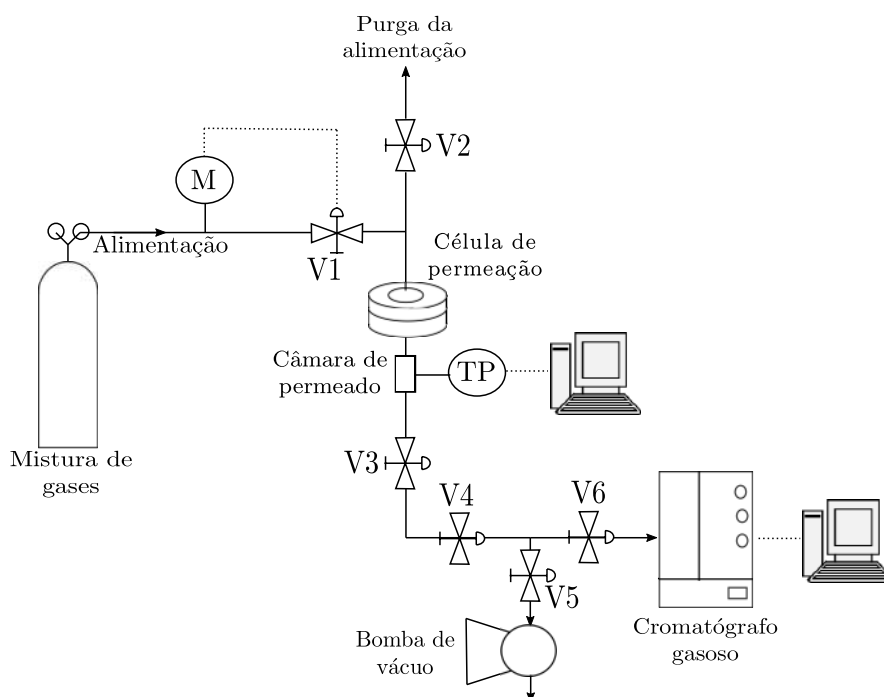 Purga da
alimentação
V2
M
Alimentação
V1
Célula de
permeação
Câmara de
permeado
TP
Mistura de
gases
V3
V4
V6
V5
Bomba de
vácuo
Cromatógrafo
gasoso